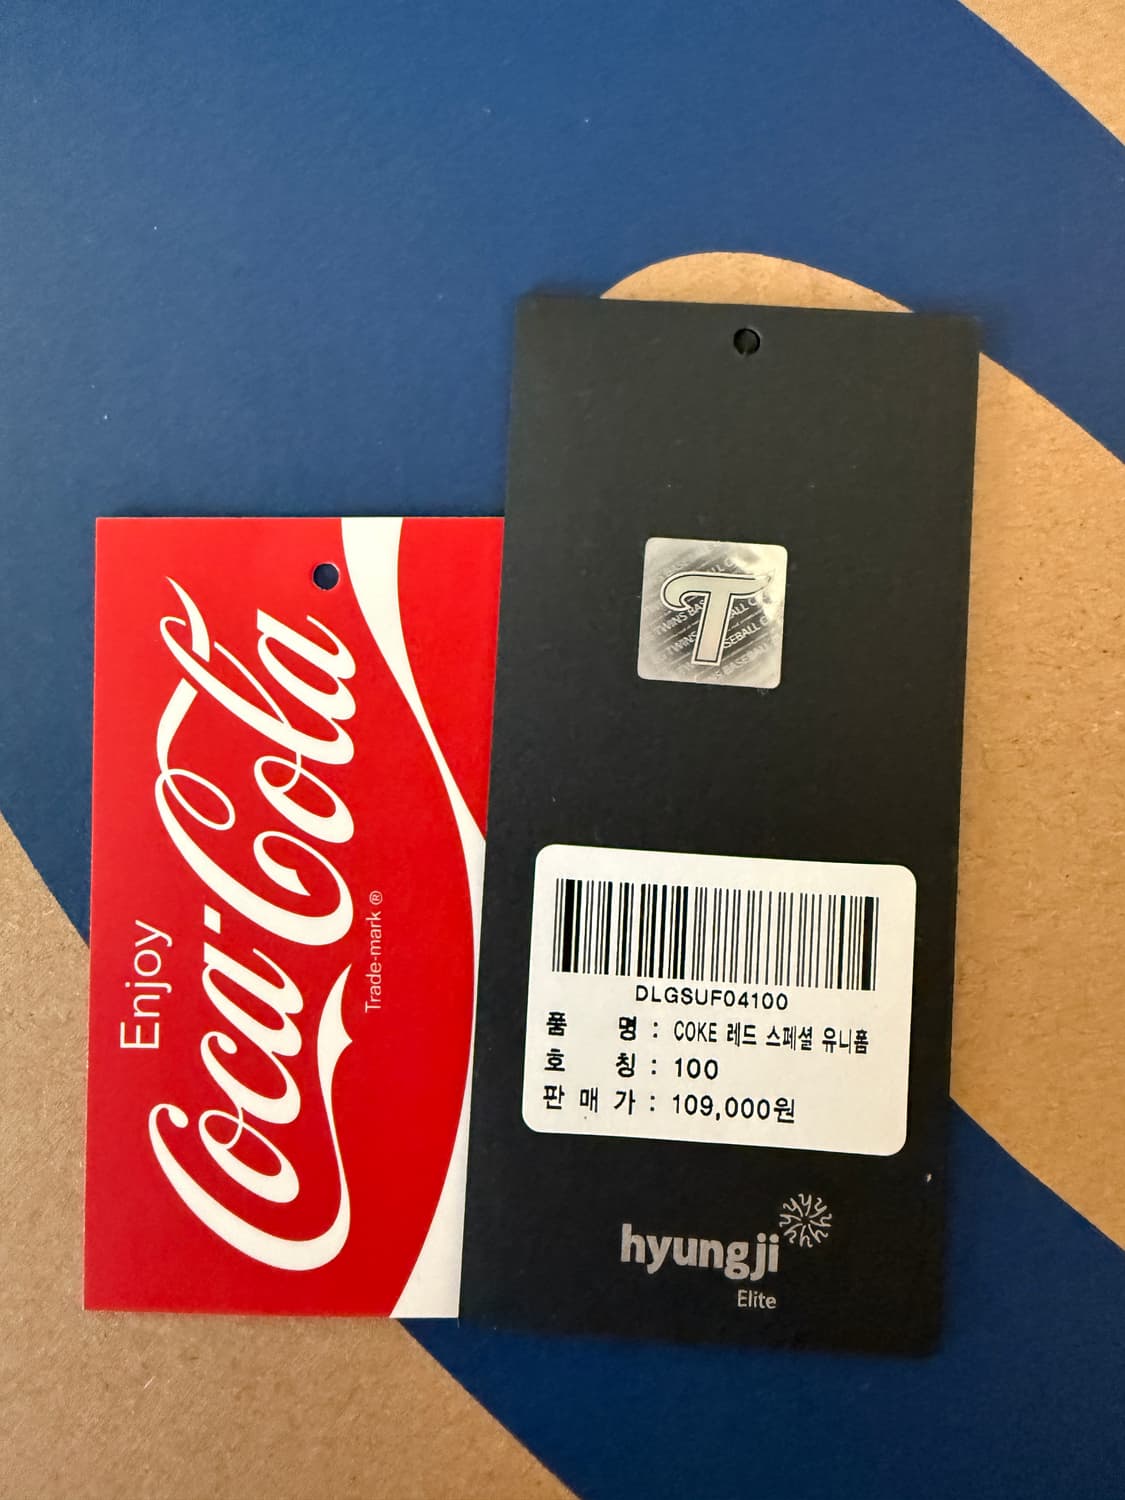 Enjoy
Coca-Cola
Trade-mark ®
T
DLGSUF04100
품 명 : COKE 레드 스페셜 유니폼
호 칭 : 100
판 매 가 : 109,000원
hyungji
Elite